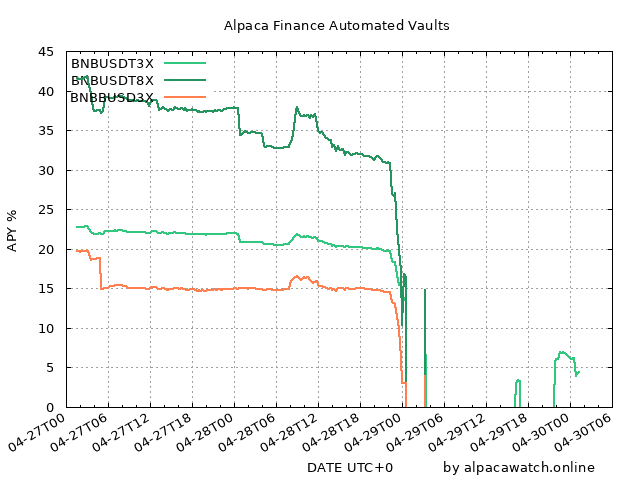 Alpaca Finance Automated Vaults
45
40
35
30
25
20
15
10
5
0
APY %
BNBUSDT3X
BNBUSDT8X
BNBBUSD3X
04-27T00
04-27T06
04-27T12
04-27T18
04-28T00
04-28T06
04-28T12
04-28T18
04-29T00
04-29T06
04-29T12
04-29T18
04-30T00
04-30T06
DATE UTC+0
by alpacawatch.online